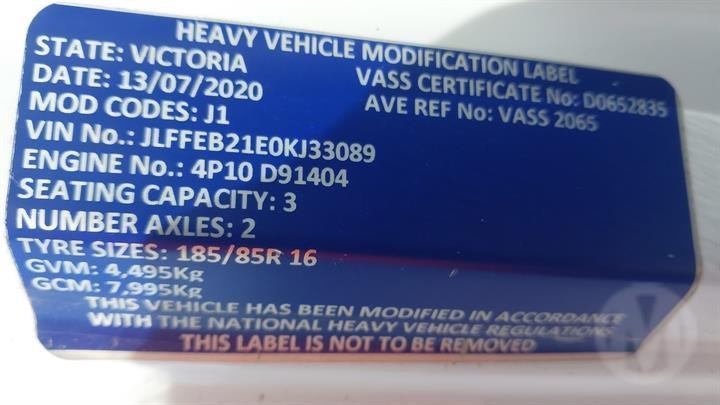 HEAVY VEHICLE MODIFICATION LABEL
STATE: VICTORIA
DATE: 13/07/2020 VASS CERTIFICATE No: D0652835
MOD CODES: J1 AVE REF No: VASS 2065
VIN No.: JLFFEB21E0KJ33089
ENGINE No.: 4P10 D91404
SEATING CAPACITY: 3
NUMBER AXLES: 2
TYRE SIZES: 185/85R 16
GVM: 4,495Kg
GCM: 7,995Kg
THIS VEHICLE HAS BEEN MODIFIED IN ACCORDANCE
WITH THE NATIONAL HEAVY VEHICLE REGULATIONS
THIS LABEL IS NOT TO BE REMOVED
M